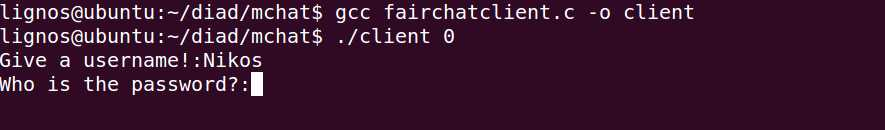 lignos@ubuntu:~/diad/mchat$ gcc fairchatclient.c -o client
lignos@ubuntu:~/diad/mchat$ ./client 0
Give a username!:Nikos
Who is the password?: